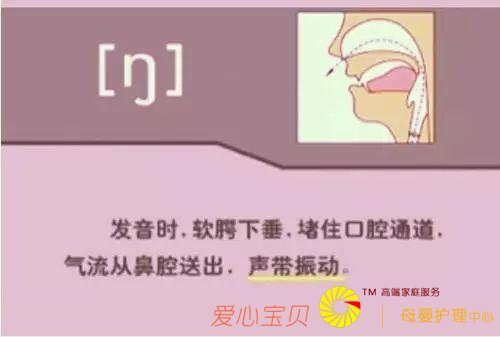 [ŋ]
发音时.软腭下垂.堵住口腔通道.
气流从鼻腔送出.声带振动。
爱心宝贝
TM 高端家庭服务
母婴护理中心